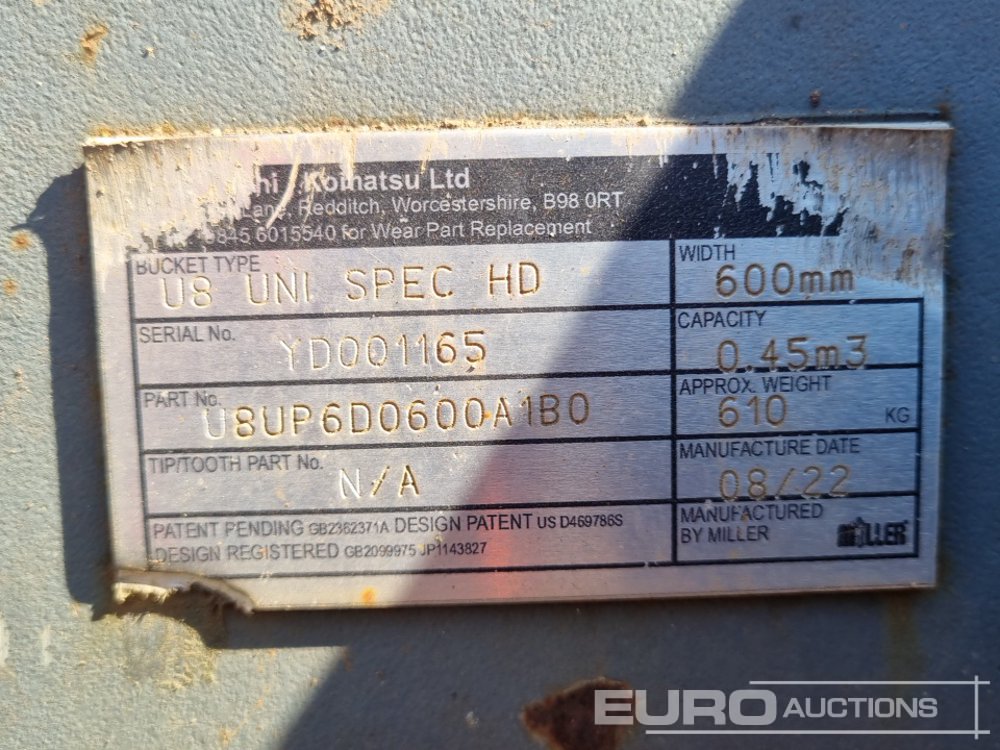 Komatsu Ltd
Lane, Redditch, Worcestershire, B98 0RT
0845 6015540 for Wear Part Replacement
BUCKET TYPE
U8 UNI SPEC HD
WIDTH
600mm
SERIAL No.
YD001165
CAPACITY
0.45m3
PART No.
U8UP6D0600A1B0
APPROX. WEIGHT
610 KG
TIP/TOOTH PART No.
N/A
MANUFACTURE DATE
08/22
PATENT PENDING GB2362371A DESIGN PATENT US D469786S
DESIGN REGISTERED GB2099975 JP1143827
MANUFACTURED
BY MILLER
MILLER
EURO AUCTIONS